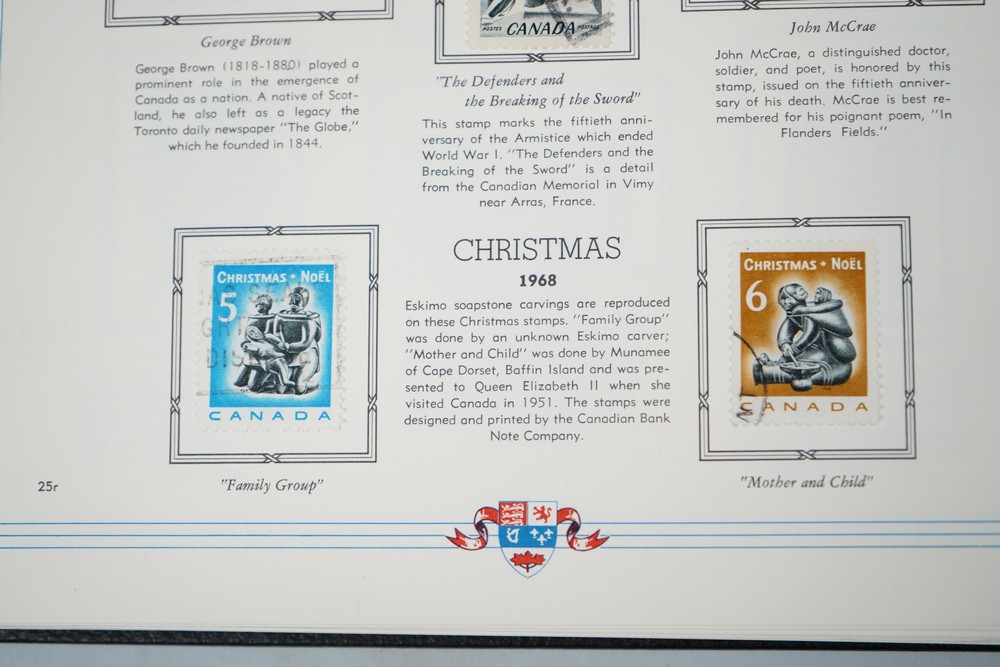 George Brown
George Brown (1818-1880) played a
prominent role in the emergence of
Canada as a nation. A native of Scot-
land, he also left as a legacy the
Toronto daily newspaper "The Globe,"
which he founded in 1844.
POSTES CANADA POSTAGE
"The Defenders and
the Breaking of the Sword"
This stamp marks the fiftieth anni-
versary of the Armistice which ended
World War I. "The Defenders and the
Breaking of the Sword" is a detail
from the Canadian Memorial in Vimy
near Arras, France.
John McCrae
John McCrae, a distinguished doctor,
soldier, and poet, is honored by this
stamp, issued on the fiftieth anniver-
sary of his death. McCrae is best re-
membered for his poignant poem, "In
Flanders Fields."
CHRISTMAS • NOËL
5
CANADA
"Family Group"
CHRISTMAS
1968
Eskimo soapstone carvings are reproduced
on these Christmas stamps. "Family Group"
was done by an unknown Eskimo carver;
"Mother and Child" was done by Munamee
of Cape Dorset, Baffin Island and was pre-
sented to Queen Elizabeth II when she
visited Canada in 1951. The stamps were
designed and printed by the Canadian Bank
Note Company.
CHRISTMAS • NOËL
6
CANADA
"Mother and Child"
25r